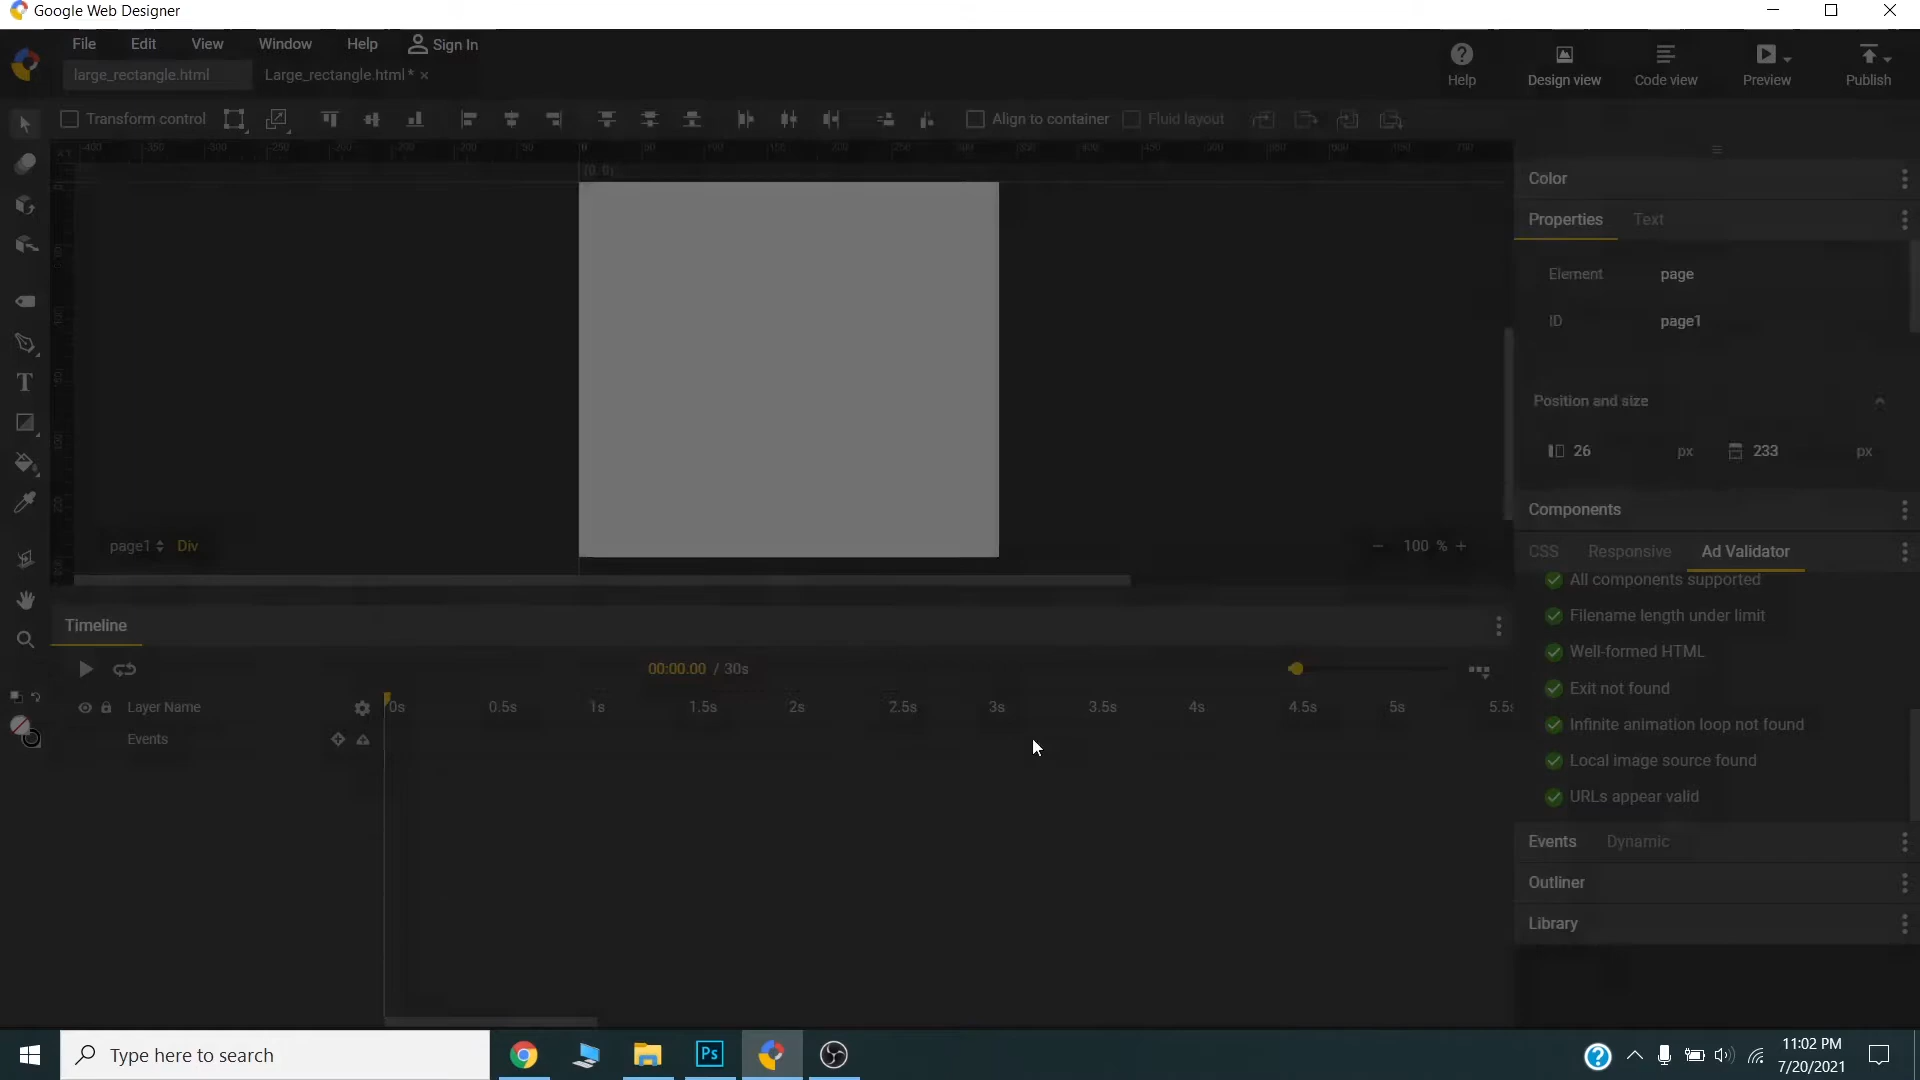 Google Web Designer
File Edit View Window Help Sign In
large_rectangle.html Large_rectangle.html * ×
Help Design view Code view Preview Publish
Transform control Align to container Fluid layout
(0, 0)
Color
Properties Text
Element page
ID page1
Position and size
26 px 233 px
Components
CSS Responsive Ad Validator
All components supported
Filename length under limit
Well-formed HTML
Exit not found
Infinite animation loop not found
Local image source found
URLs appear valid
Events Dynamic
Outliner
Library
page1 Div
− 100 % +
Timeline
00:00.00 / 30s
Layer Name 0s 0.5s 1s 1.5s 2s 2.5s 3s 3.5s 4s 4.5s 5s 5.5s
Events
Type here to search
Ps
11:02 PM
7/20/2021